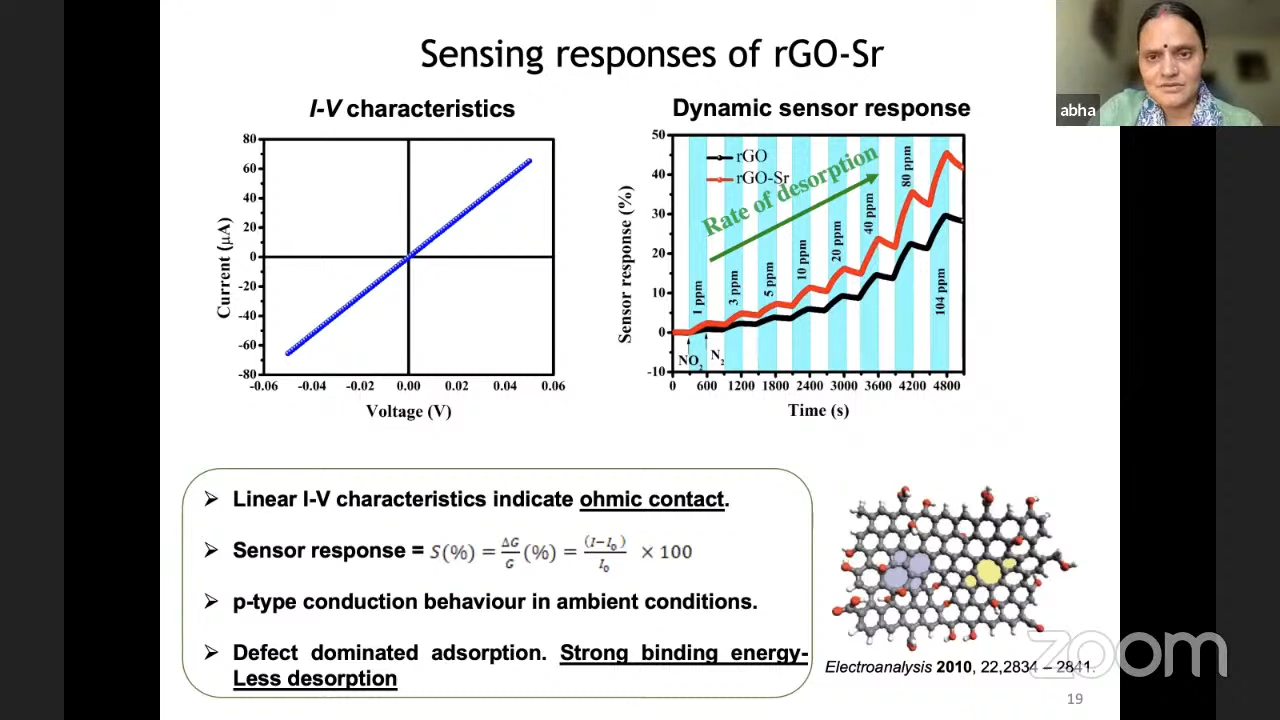 Sensing responses of rGO-Sr
abha
I-V characteristics
80
60
40
20
0
-20
-40
-60
-80
-0.06 -0.04 -0.02 0.00 0.02 0.04 0.06
Current (μA)
Voltage (V)
Dynamic sensor response
50
40
30
20
10
0
-10
0 600 1200 1800 2400 3000 3600 4200 4800
Sensor response (%)
Time (s)
rGO
rGO-Sr
Rate of desorption
1 ppm
3 ppm
5 ppm
10 ppm
20 ppm
40 ppm
80 ppm
104 ppm
NO₂
N₂
➢ Linear I-V characteristics indicate ohmic contact.
➢ Sensor response = S(%) = ΔG/G (%) = (I−I₀)/I₀ × 100
➢ p-type conduction behaviour in ambient conditions.
➢ Defect dominated adsorption. Strong binding energy-
Less desorption
Electroanalysis 2010, 22,2834 – 2841.
zoom
19